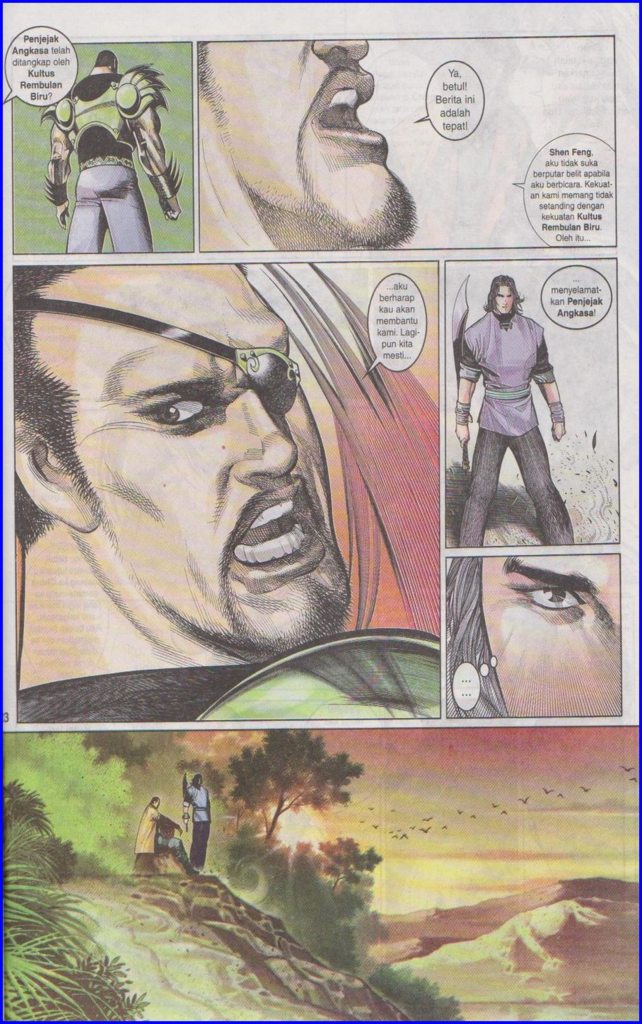 Penjejak
Angkasa telah
ditangkap oleh
Kultus
Rembulan
Biru?
Ya,
betul!
Berita ini
adalah
tepat!
Shen Feng,
aku tidak suka
berputar belit apabila
aku berbicara. Kekuat-
an kami memang tidak
setanding dengan
kekuatan Kultus
Rembulan Biru.
Oleh itu...
...aku
berharap
kau akan
membantu
kami. Lagi-
pun kita
mesti...
...
menyelamat-
kan Penjejak
Angkasa!
...
...
3